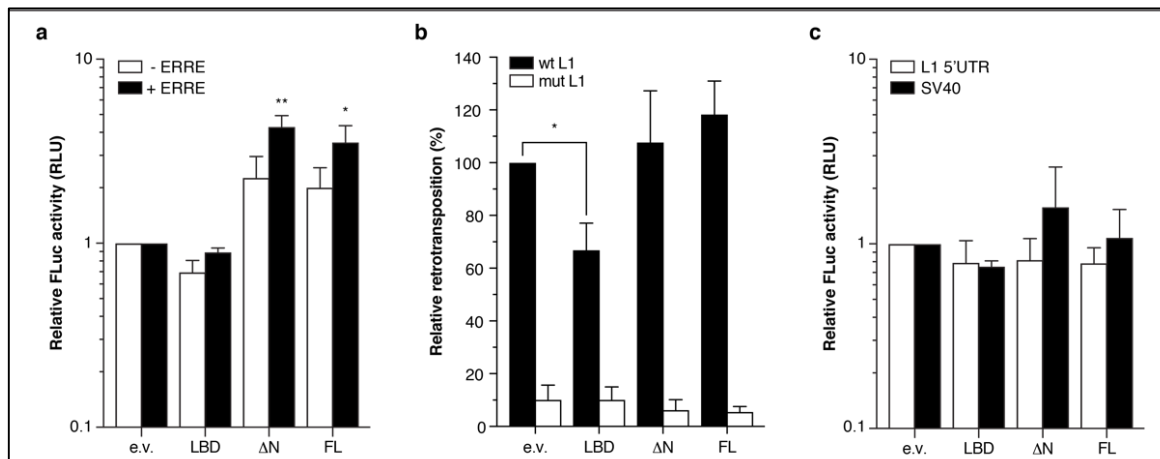 a
Relative FLuc activity (RLU)
10
1
0.1
- ERRE
+ ERRE
**
*
e.v. LBD ΔN FL
b
Relative retrotransposition (%)
140
120
100
80
60
40
20
0
wt L1
mut L1
*
e.v. LBD ΔN FL
c
Relative FLuc activity (RLU)
10
1
0.1
L1 5'UTR
SV40
e.v. LBD ΔN FL